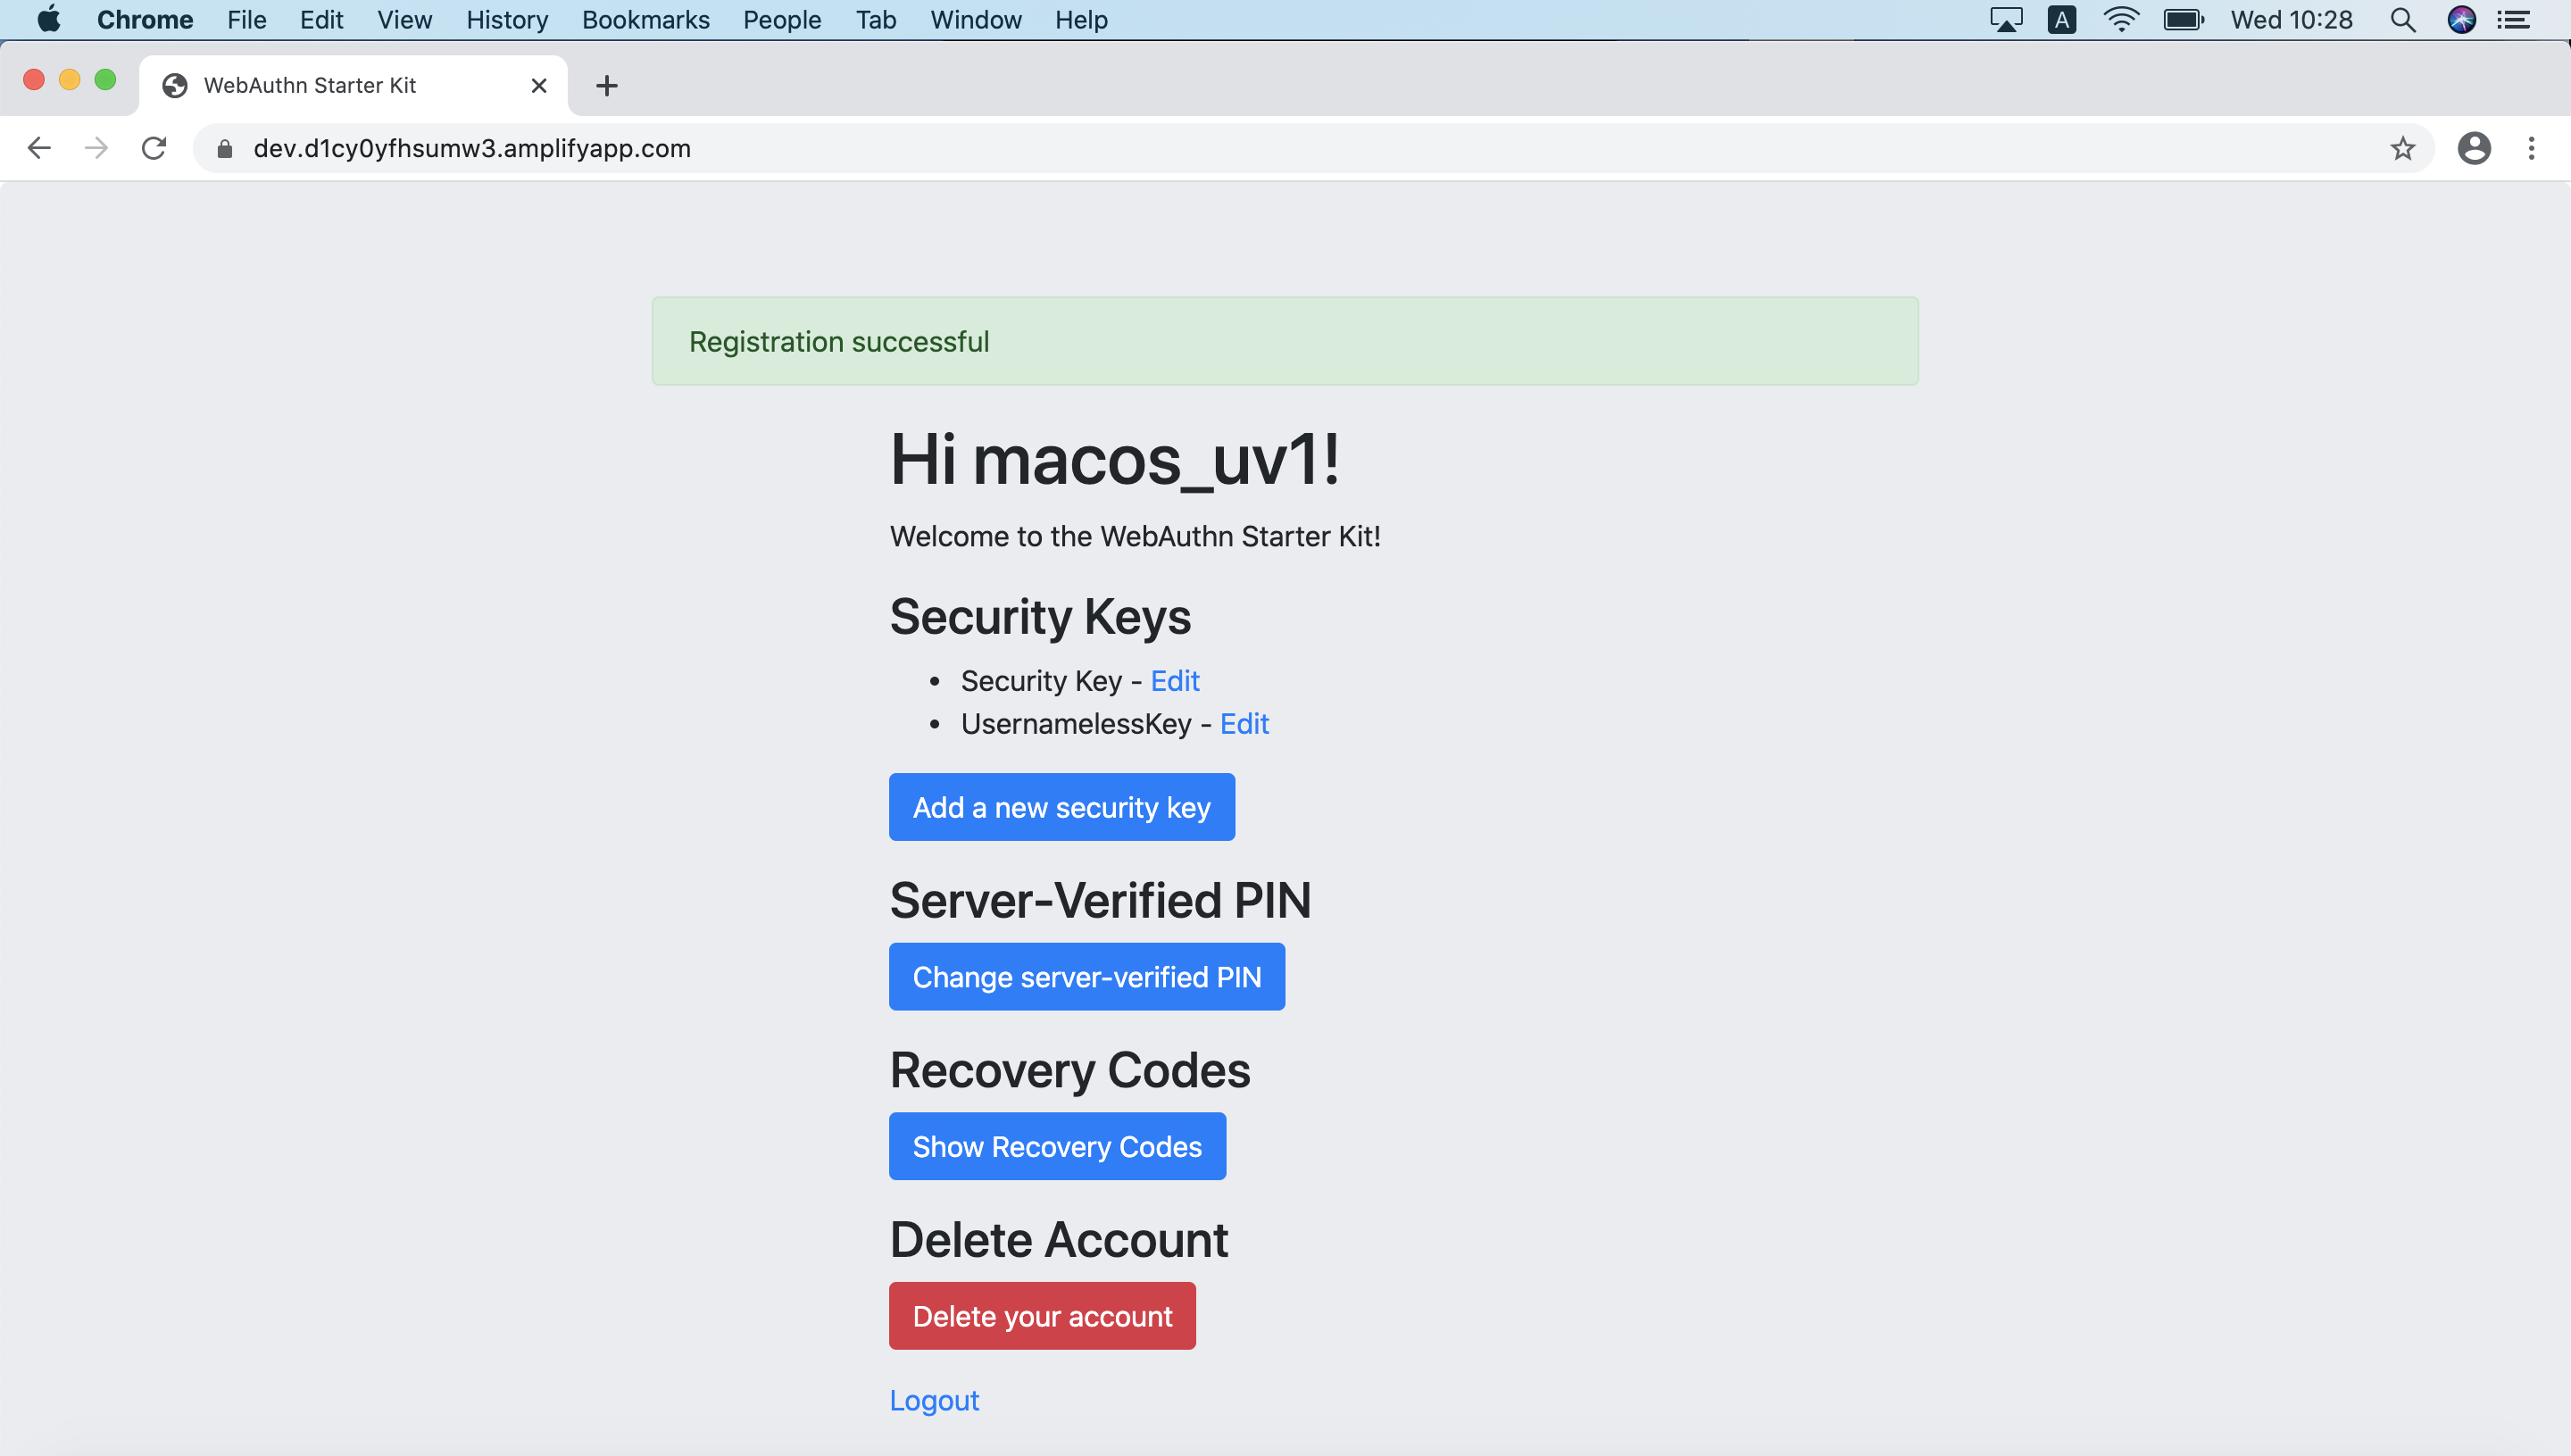 Chrome File Edit View History Bookmarks People Tab Window Help A Wed 10:28
WebAuthn Starter Kit
dev.d1cy0yfhsumw3.amplifyapp.com
Registration successful
Hi macos_uv1!
Welcome to the WebAuthn Starter Kit!
Security Keys
• Security Key - Edit
• UsernamelessKey - Edit
Add a new security key
Server-Verified PIN
Change server-verified PIN
Recovery Codes
Show Recovery Codes
Delete Account
Delete your account
Logout